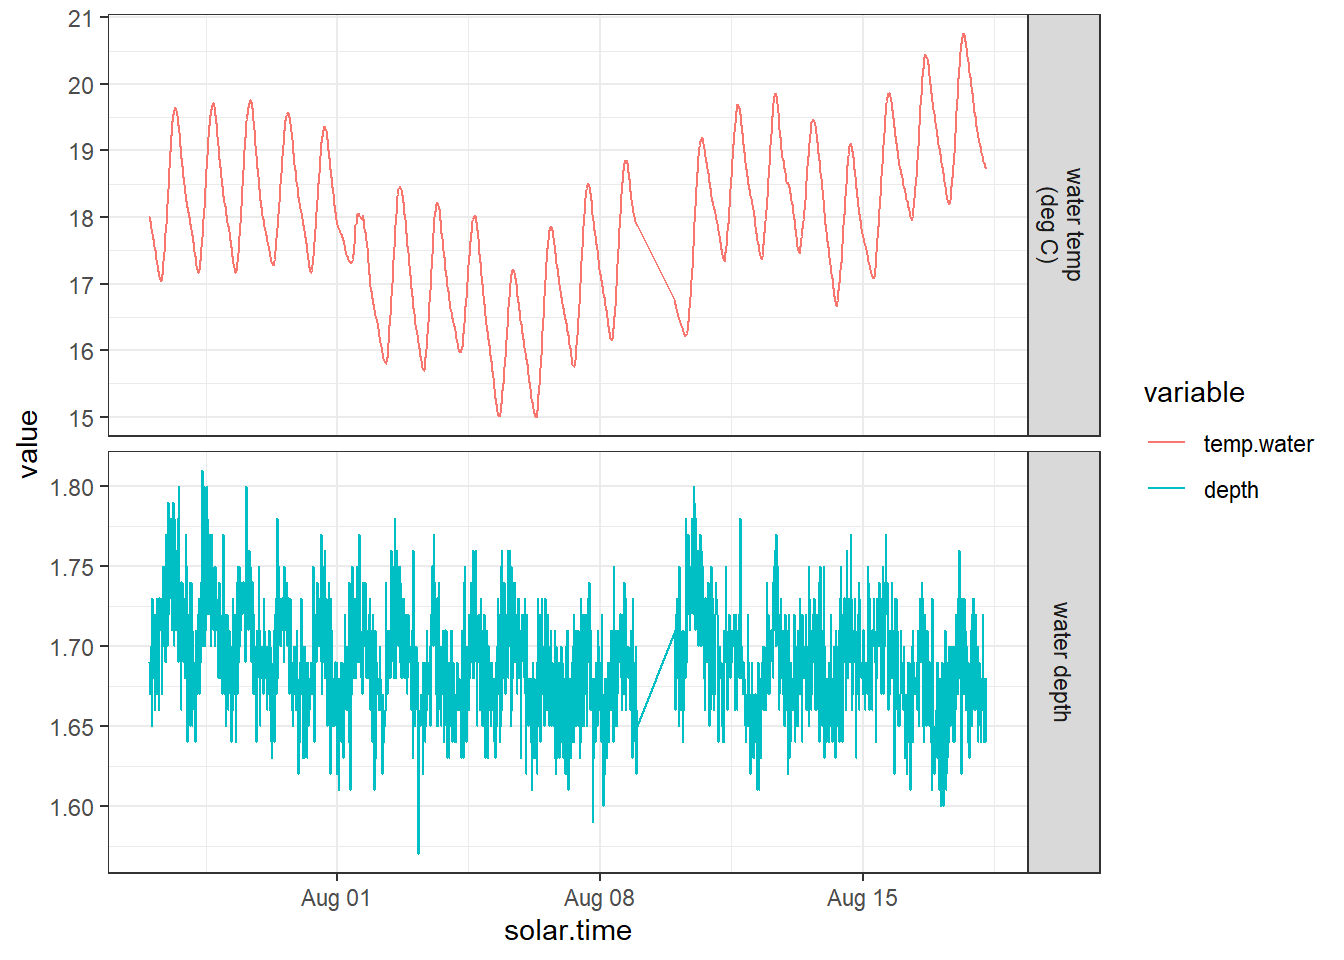 21
20
19
18
17
16
15
water temp
(deg C)
value
1.80
1.75
1.70
1.65
1.60
water depth
Aug 01
Aug 08
Aug 15
solar.time
variable
temp.water
depth